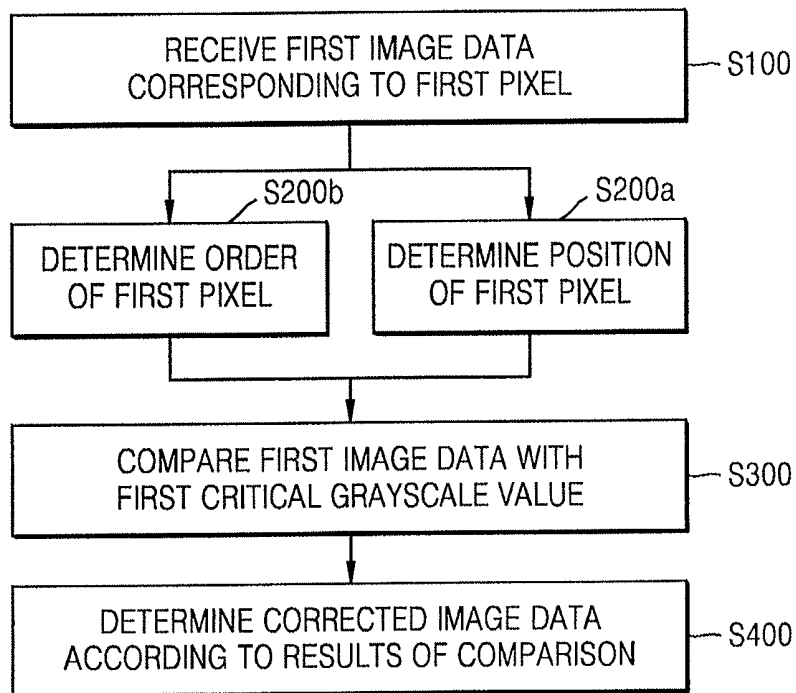 RECEIVE FIRST IMAGE DATA
CORRESPONDING TO FIRST PIXEL
S100
S200b
S200a
DETERMINE ORDER
OF FIRST PIXEL
DETERMINE POSITION
OF FIRST PIXEL
COMPARE FIRST IMAGE DATA WITH
FIRST CRITICAL GRAYSCALE VALUE
S300
DETERMINE CORRECTED IMAGE DATA
ACCORDING TO RESULTS OF COMPARISON
S400